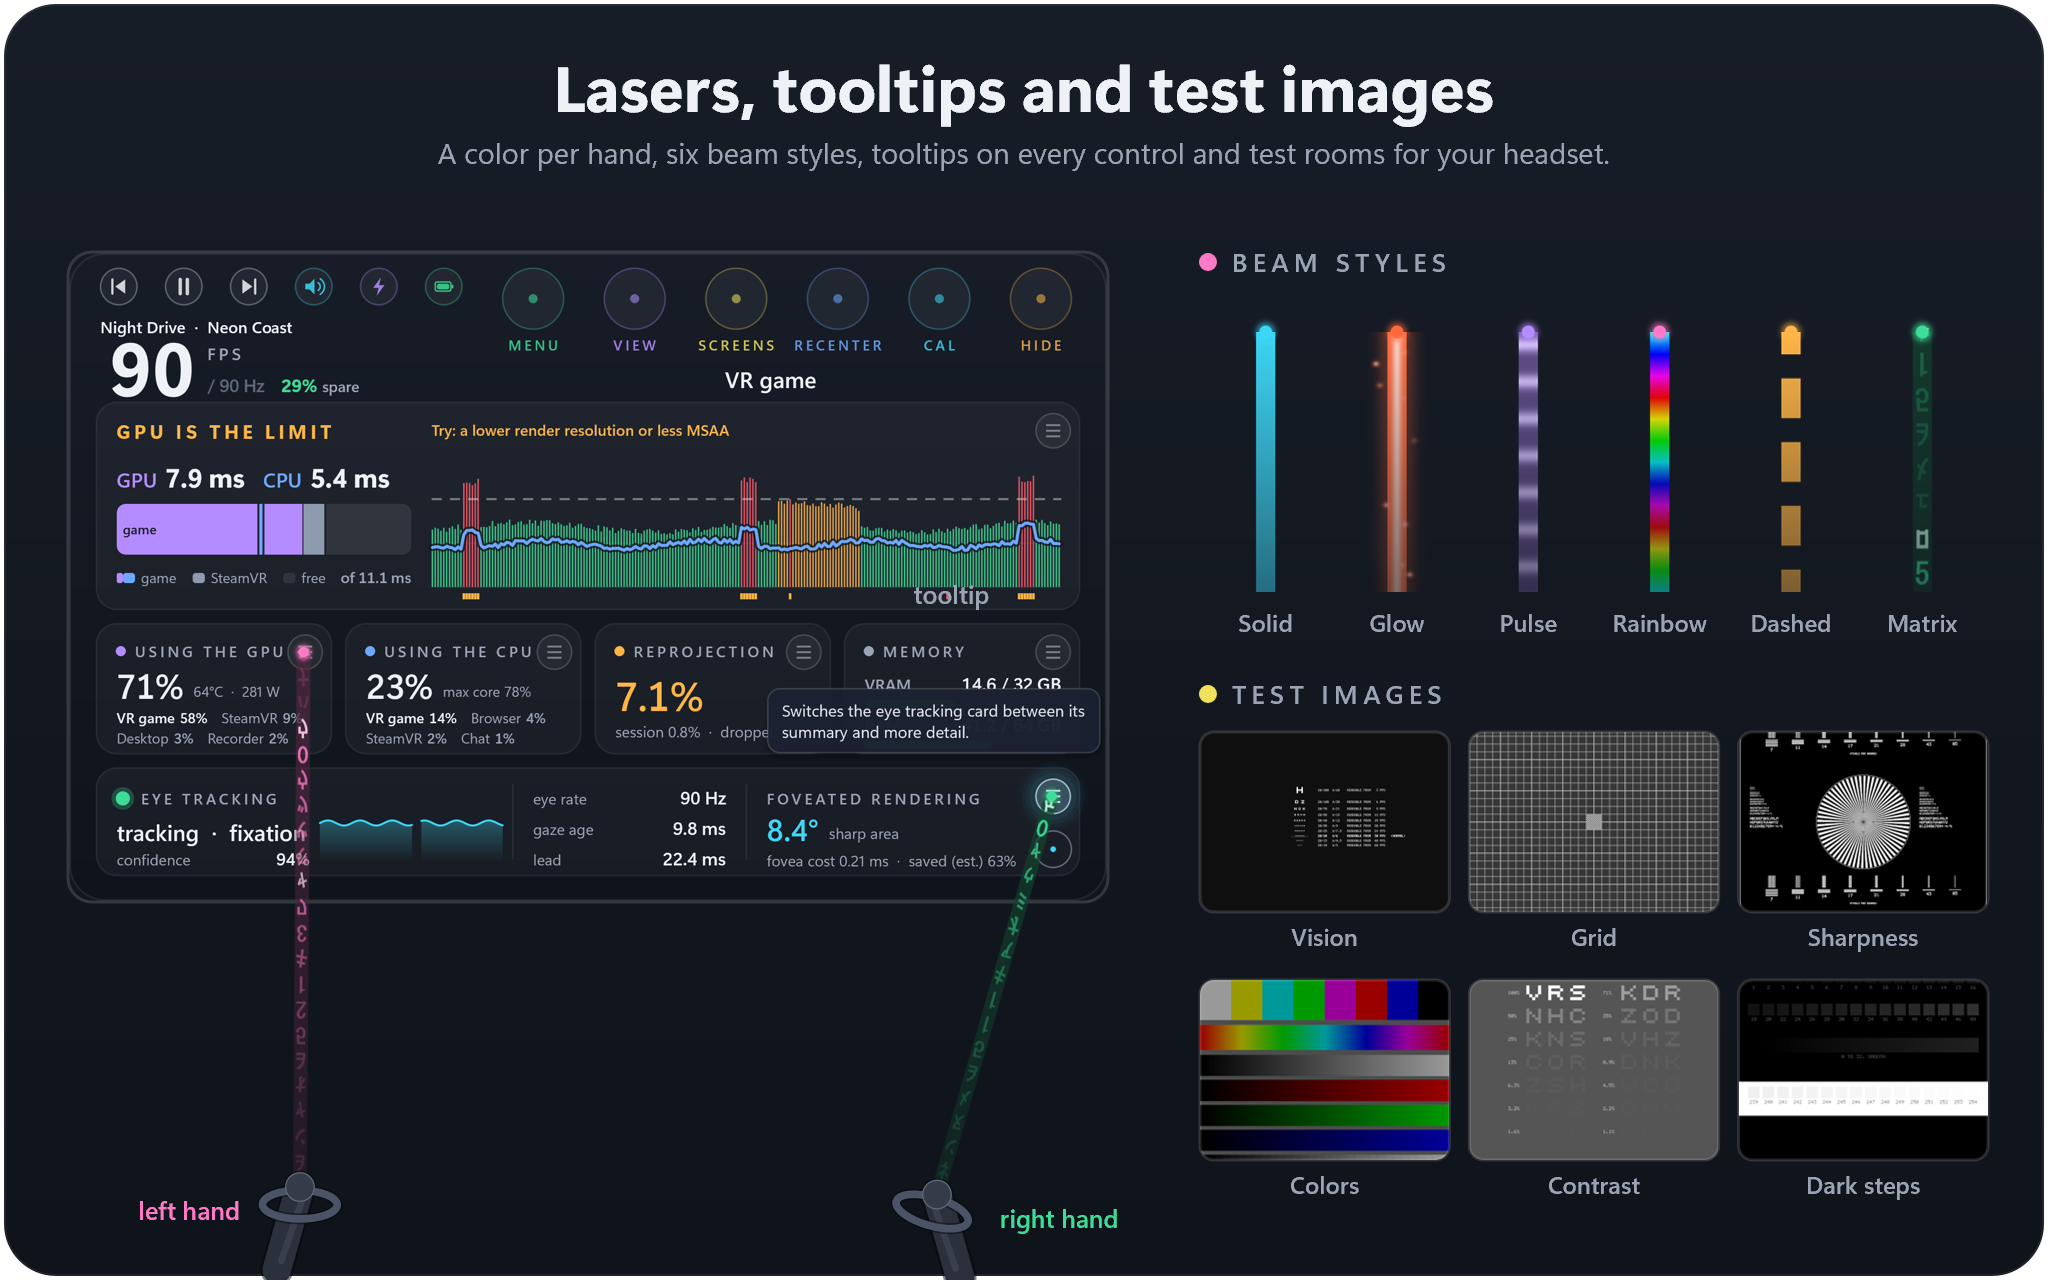 Lasers, tooltips and test images
A color per hand, six beam styles, tooltips on every control and test rooms for your headset.
Night Drive · Neon Coast
90 FPS
/ 90 Hz 29% spare
MENU VIEW SCREENS RECENTER CAL HIDE
VR game
GPU IS THE LIMIT
Try: a lower render resolution or less MSAA
GPU 7.9 ms CPU 5.4 ms
game
game SteamVR free of 11.1 ms
tooltip
USING THE GPU
71% 64°C · 281 W
VR game 58% SteamVR 9%
Desktop 3% Recorder 2%
USING THE CPU
23% max core 78%
VR game 14% Browser 4%
SteamVR 2% Chat 1%
REPROJECTION
7.1%
session 0.8% · droppe
MEMORY
VRAM 14.6 / 32 GB
Switches the eye tracking card between its
summary and more detail.
EYE TRACKING
tracking · fixation
confidence 94%
eye rate 90 Hz
gaze age 9.8 ms
lead 22.4 ms
FOVEATED RENDERING
8.4° sharp area
fovea cost 0.21 ms · saved (est.) 63%
left hand
right hand
BEAM STYLES
Solid Glow Pulse Rainbow Dashed Matrix
TEST IMAGES
Vision Grid Sharpness
VRS KDR
NHC ZOD
KNS VHZ
COR DNK
ZSH
Colors Contrast Dark steps